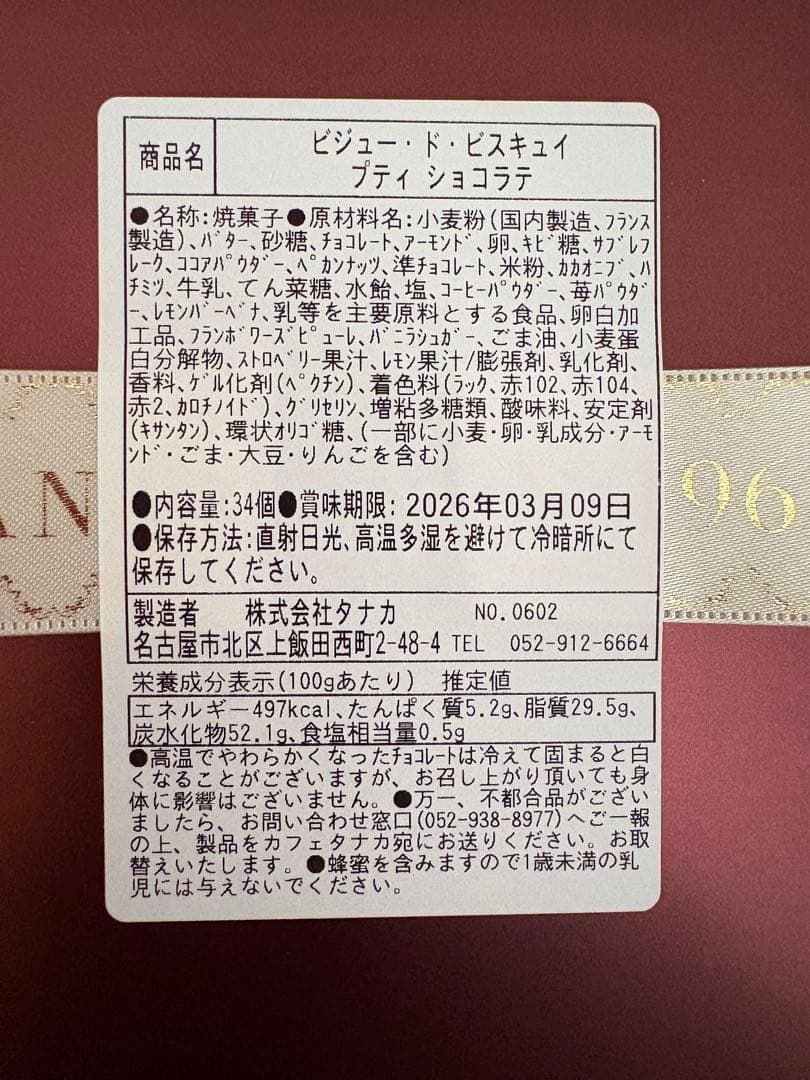 商品名
ビジュー・ド・ビスキュイ
プティ ショコラテ
●名称:焼菓子●原材料名:小麦粉(国内製造、フランス
製造)、ﾊﾞﾀｰ、砂糖、ﾁｮｺﾚｰﾄ、ｱｰﾓﾝﾄﾞ、卵、ｷﾋﾞ糖、ｻﾌﾞﾚﾌ
ﾚｰｸ、ｺｺｱﾊﾟｳﾀﾞｰ、ﾍﾟｶﾝﾅｯﾂ、準ﾁｮｺﾚｰﾄ、米粉、ｶｶｵﾆﾌﾞ、ﾊ
ﾁﾐﾂ、牛乳、てん菜糖、水飴、塩、ｺｰﾋｰﾊﾟｳﾀﾞｰ、苺ﾊﾟｳﾀﾞ
ｰ、ﾚﾓﾝﾊﾞｰﾍﾞﾅ、乳等を主要原料とする食品、卵白加
工品、ﾌﾗﾝﾎﾞﾜｰｽﾞﾋﾟｭｰﾚ、ﾊﾞﾆﾗｼｭｶﾞｰ、ごま油、小麦蛋
白分解物、ｽﾄﾛﾍﾞﾘｰ果汁、ﾚﾓﾝ果汁/膨張剤、乳化剤、
香料、ｹﾞﾙ化剤(ﾍﾟｸﾁﾝ)、着色料(ﾗｯｸ、赤102、赤104、
赤2、ｶﾛﾁﾉｲﾄﾞ)、ｸﾞﾘｾﾘﾝ、増粘多糖類、酸味料、安定剤
(ｷｻﾝﾀﾝ)、環状ｵﾘｺﾞ糖、(一部に小麦・卵・乳成分・ｱｰﾓ
ﾝﾄﾞ・ごま・大豆・りんごを含む)
●内容量:34個●賞味期限: 2026年03月09日
●保存方法:直射日光、高温多湿を避けて冷暗所にて
保存してください。
製造者 株式会社タナカ NO.0602
名古屋市北区上飯田西町2-48-4 TEL 052-912-6664
栄養成分表示(100gあたり) 推定値
エネルギー497kcal、たんぱく質5.2g、脂質29.5g、
炭水化物52.1g、食塩相当量0.5g
●高温でやわらかくなったﾁｮｺﾚｰﾄは冷えて固まると白
くなることがございますが、お召し上がり頂いても身
体に影響はございません。●万一、不都合品がござい
ましたら、お問い合わせ窓口(052-938-8977)へご一報
の上、製品をカフェタナカ宛にお送りください。お取
替えいたします。●蜂蜜を含みますので1歳未満の乳
児には与えないでください。
AN
96